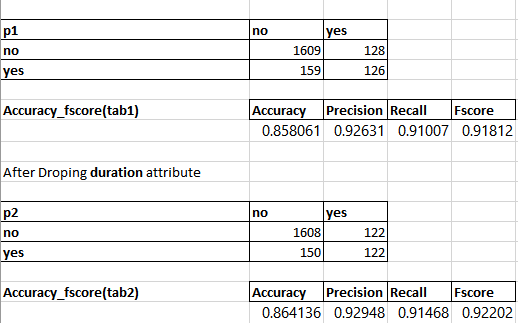 p1 no yes
no 1609 128
yes 159 126
Accuracy_fscore(tab1) Accuracy Precision Recall Fscore
0.858061 0.92631 0.91007 0.91812
After Droping duration attribute
p2 no yes
no 1608 122
yes 150 122
Accuracy_fscore(tab2) Accuracy Precision Recall Fscore
0.864136 0.92948 0.91468 0.92202